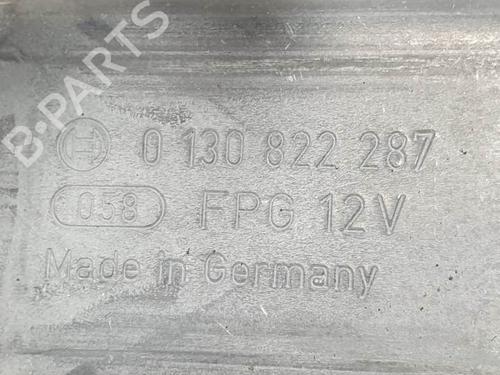 B-PARTS
0 130 822 287
058 FPG 12V
Made in Germany